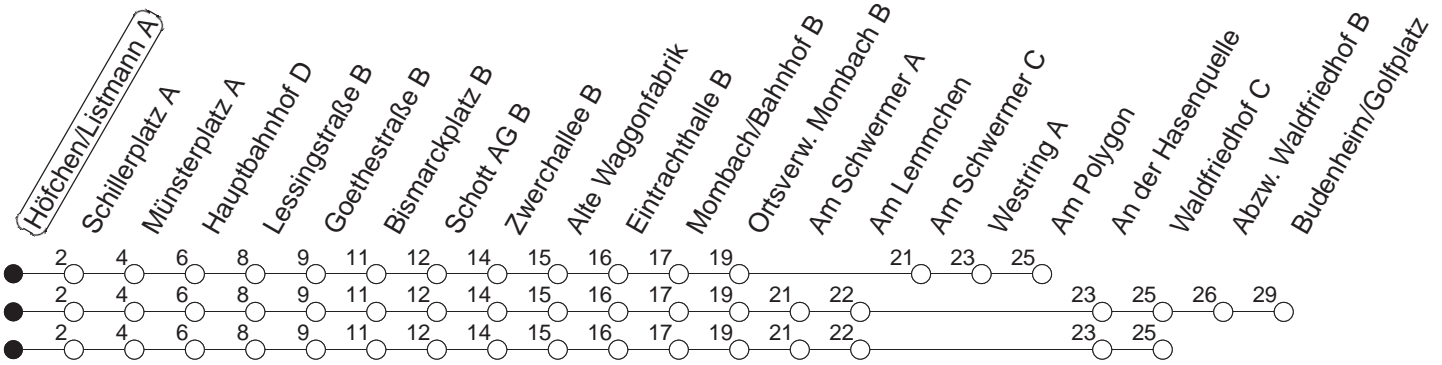 Höfchen/Listmann A
Schillerplatz A
Münsterplatz A
Hauptbahnhof D
Lessingstraße B
Goethestraße B
Bismarckplatz B
Schott AG B
Zwerchallee B
Alte Waggonfabrik
Eintrachthalle B
Mombach/Bahnhof B
Ortsverw. Mombach B
Am Schwermer A
Am Lemmchen
Am Schwermer C
Westring A
Am Polygon
An der Hasenquelle
Waldfriedhof C
Abzw. Waldfriedhof B
Budenheim/Golfplatz
2 4 6 8 9 11 12 14 15 16 17 19 21 23 25
2 4 6 8 9 11 12 14 15 16 17 19 21 22 23 25 26 29
2 4 6 8 9 11 12 14 15 16 17 19 21 22 23 25